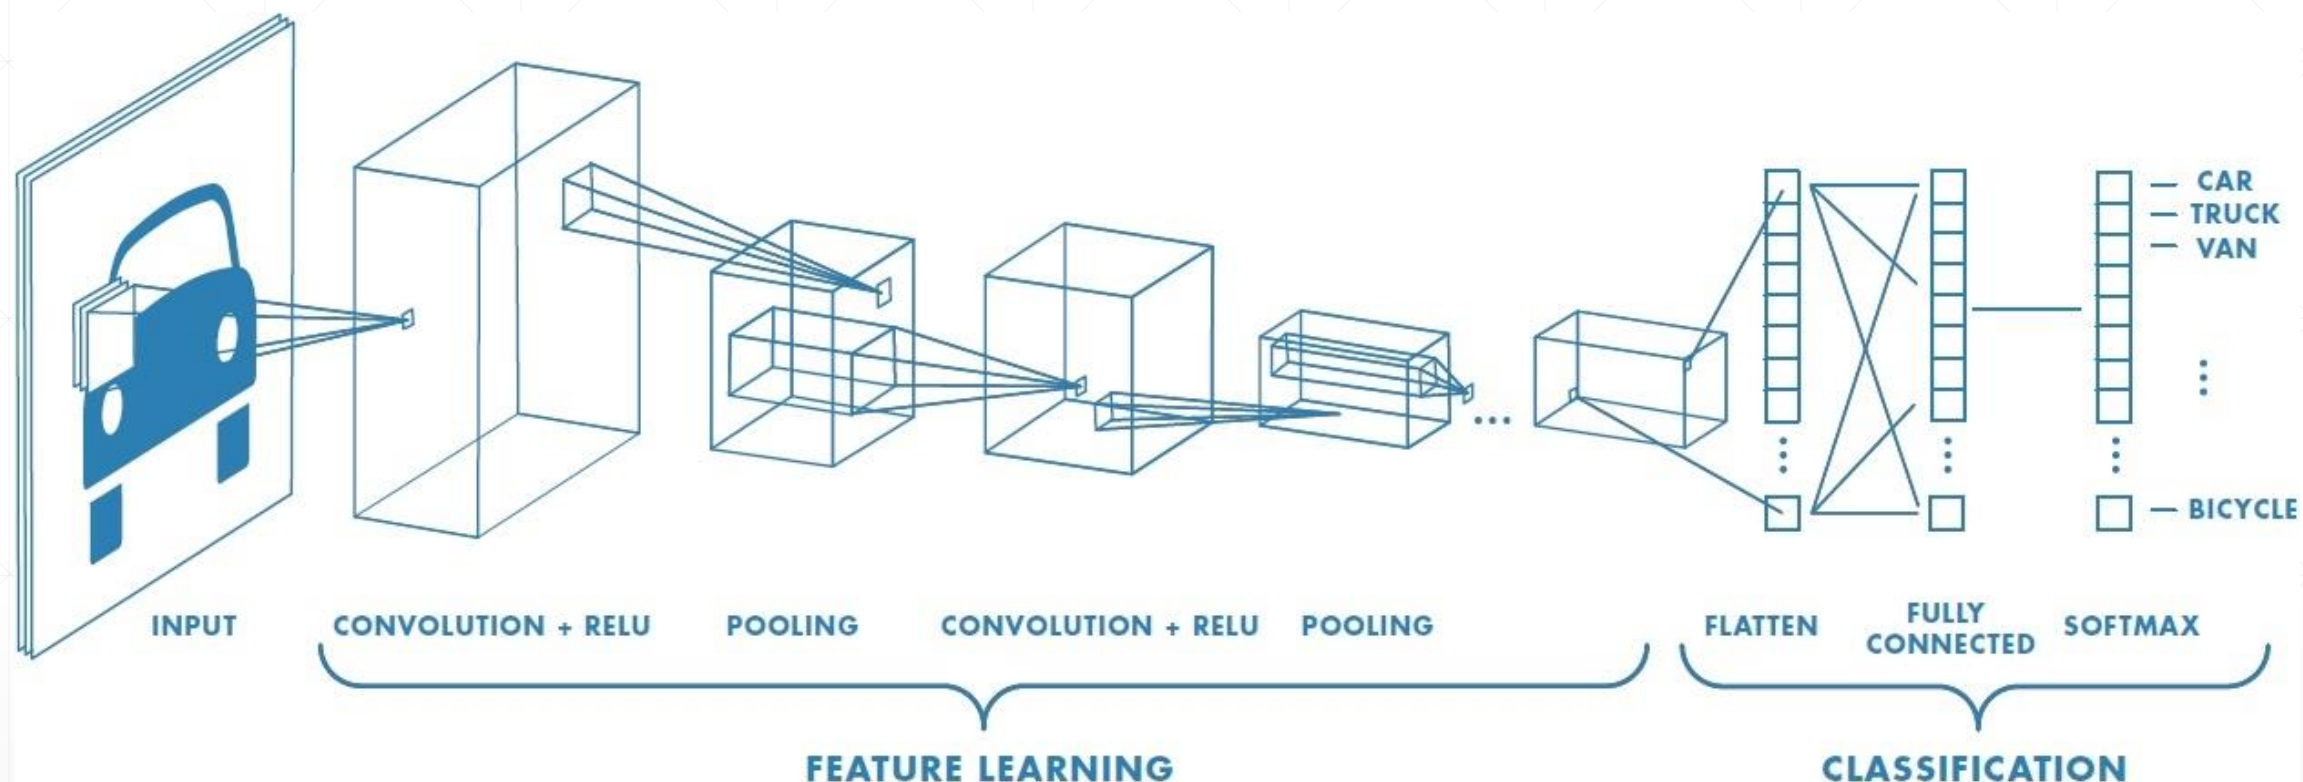 CAR
TRUCK
VAN
BICYCLE
INPUT
CONVOLUTION + RELU
POOLING
CONVOLUTION + RELU
POOLING
FLATTEN
FULLY
CONNECTED
SOFTMAX
FEATURE LEARNING
CLASSIFICATION